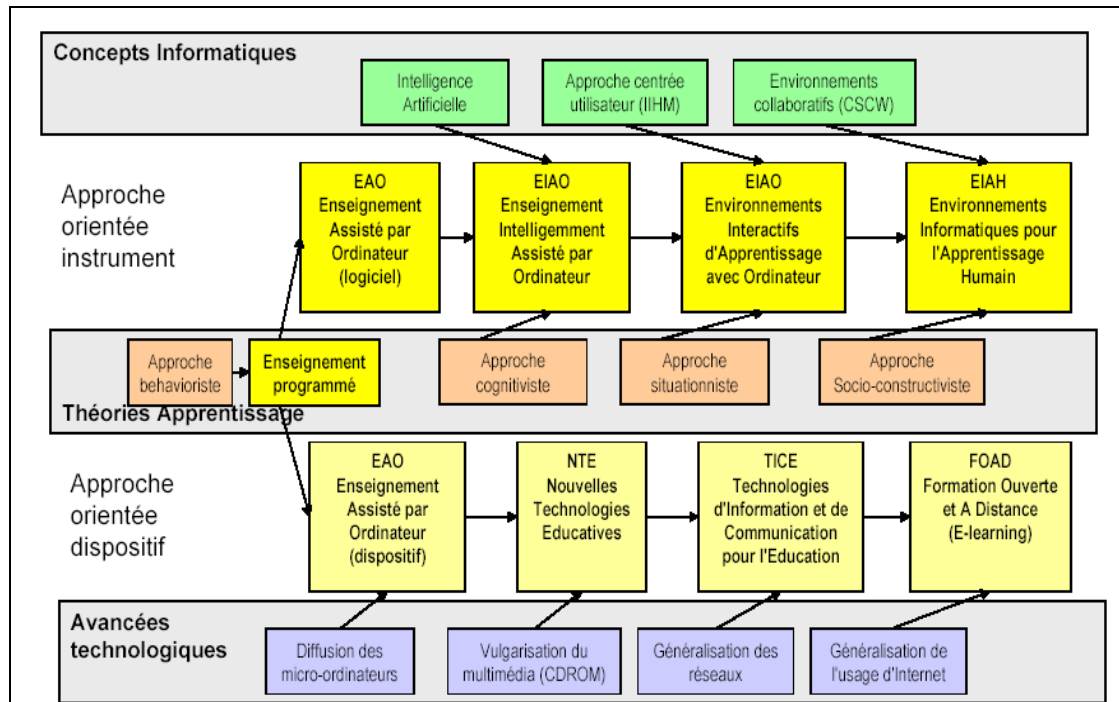 Concepts Informatiques
Intelligence
Artificielle
Approche centrée
utilisateur (IIHM)
Environnements
collaboratifs (CSCW)
Approche
orientée
instrument
EAO
Enseignement
Assisté par
Ordinateur
(logiciel)
EIAO
Enseignement
Intelligemment
Assisté par
Ordinateur
EIAO
Environnements
Interactifs
d'Apprentissage
avec Ordinateur
EIAH
Environnements
Informatiques pour
l'Apprentissage
Humain
Approche
behavioriste
Enseignement
programmé
Approche
cognitiviste
Approche
situationniste
Approche
Socio-constructiviste
Théories Apprentissage
Approche
orientée
dispositif
EAO
Enseignement
Assisté par
Ordinateur
(dispositif)
NTE
Nouvelles
Technologies
Educatives
TICE
Technologies
d'Information et de
Communication
pour l'Education
FOAD
Formation Ouverte
et A Distance
(E-learning)
Avancées
technologiques
Diffusion des
micro-ordinateurs
Vulgarisation du
multimédia (CDROM)
Généralisation des
réseaux
Généralisation de
l'usage d'Internet